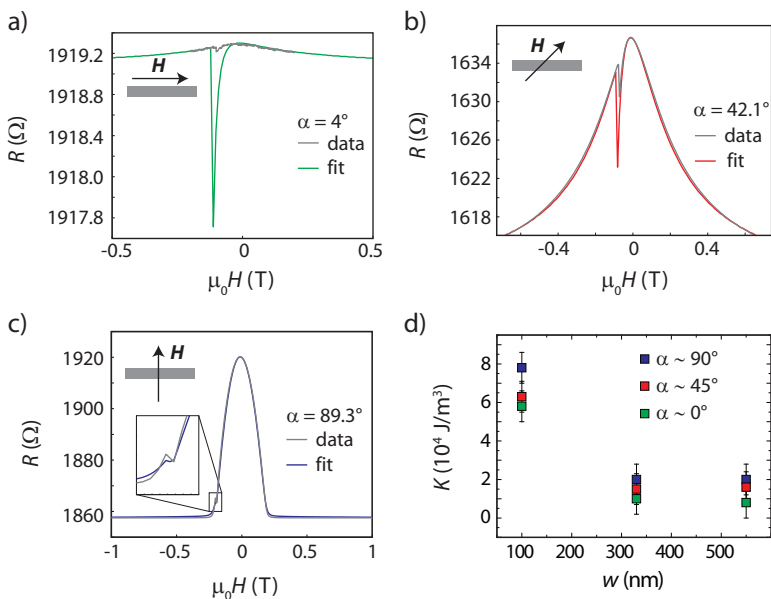 a)
1919.2
1918.8
1918.4
1918.0
1917.8
R (Ω)
H
α = 4°
data
fit
-0.5
0
0.5
μ0H (T)
b)
1634
1630
1626
1622
1618
R (Ω)
H
α = 42.1°
data
fit
-0.4
0
0.4
μ0H (T)
c)
1920
1900
1880
1860
R (Ω)
H
α = 89.3°
data
fit
-1
-0.5
0
0.5
1
μ0H (T)
d)
8
6
4
2
0
K (10⁴ J/m³)
α ~ 90°
α ~ 45°
α ~ 0°
100
200
300
400
500
w (nm)